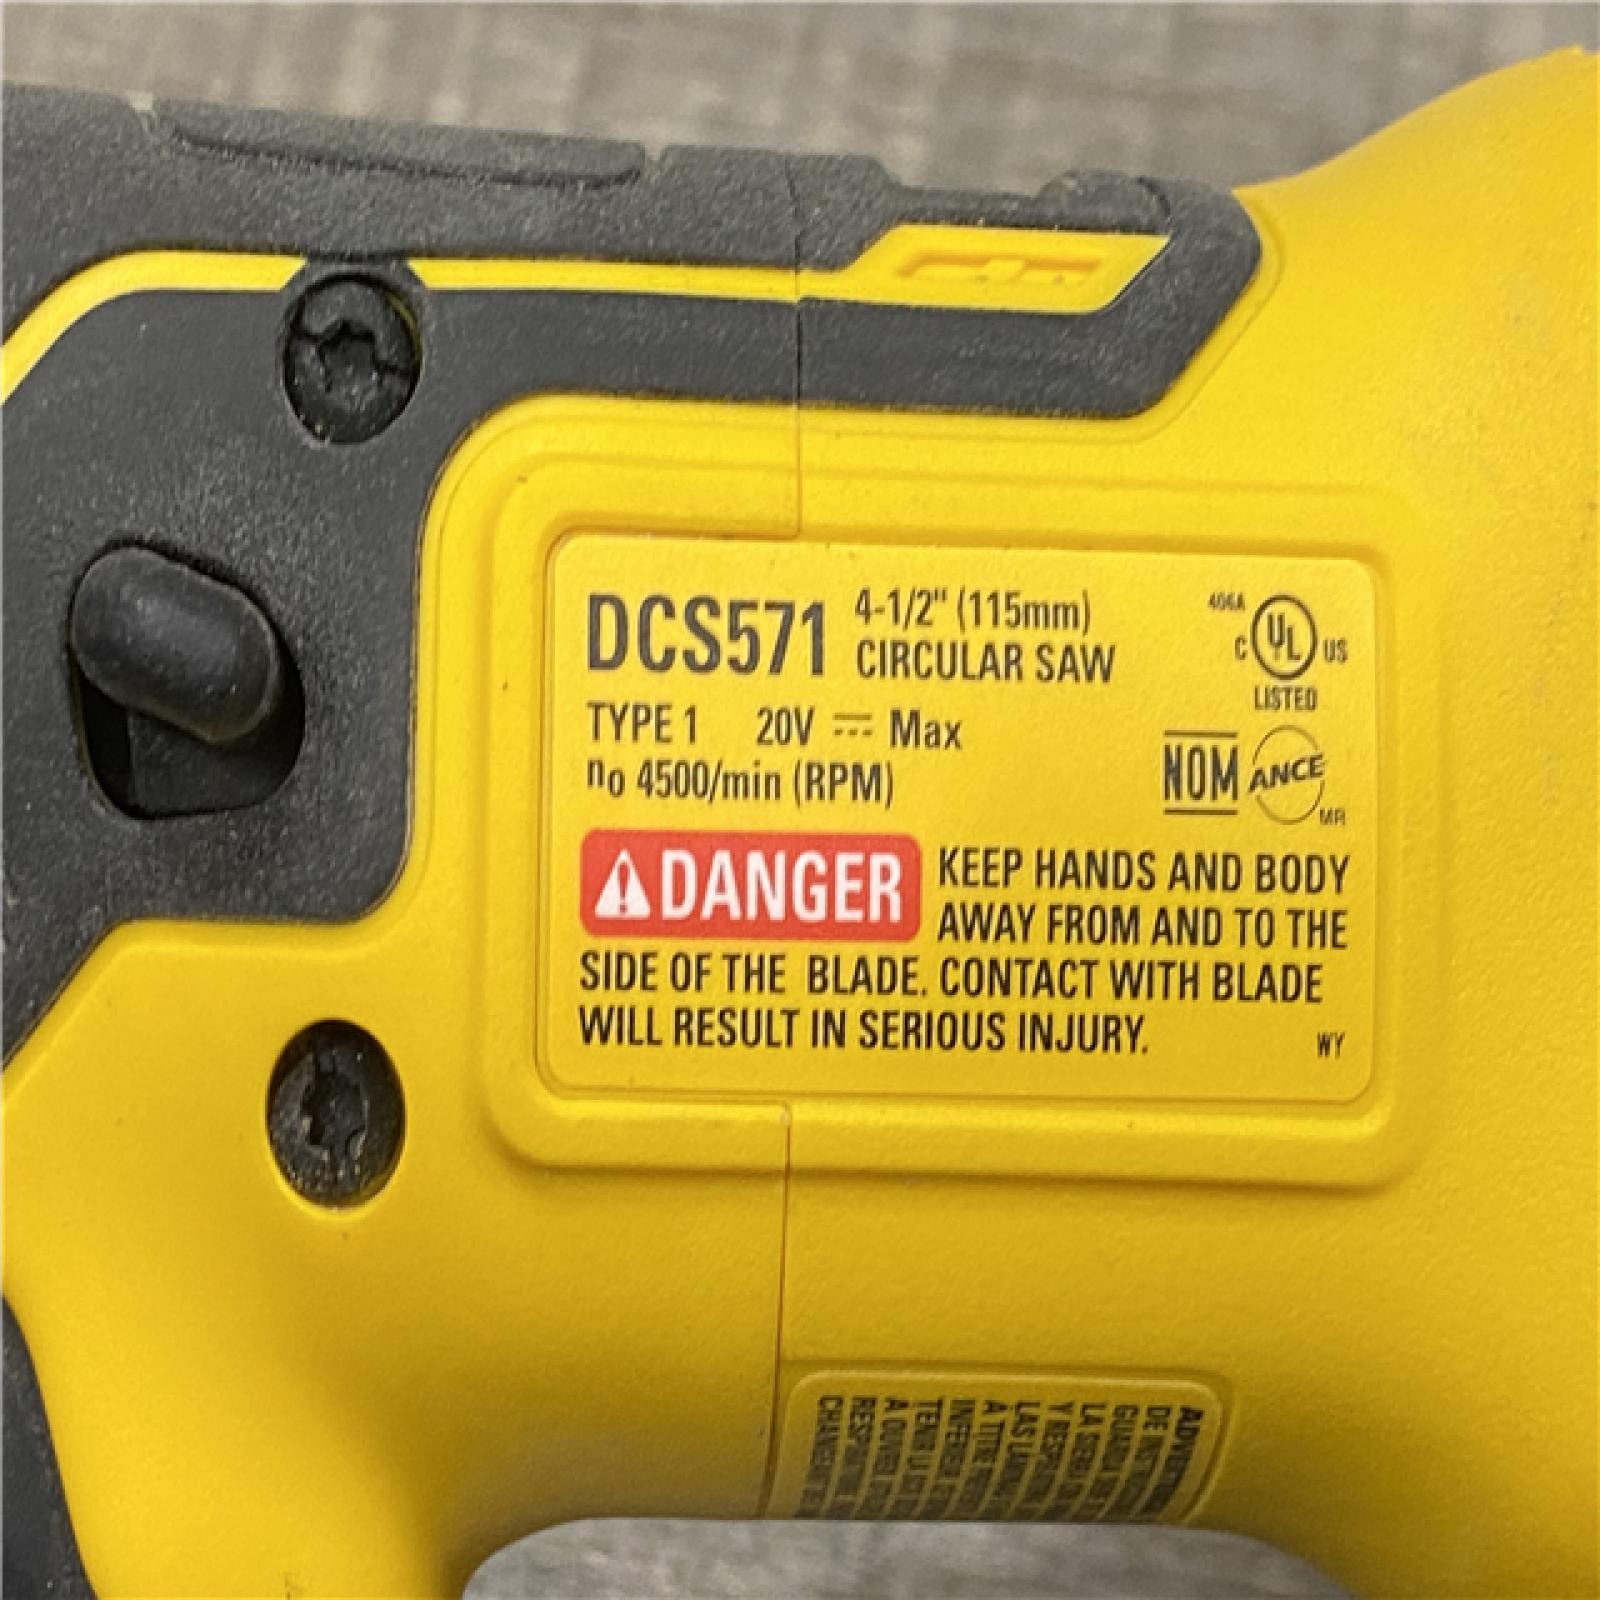 DCS571 4-1/2" (115mm)
CIRCULAR SAW
TYPE 1 20V ⎓ Max
no 4500/min (RPM)
406A
C UL US
LISTED
NOM ANCE
MR
DANGER KEEP HANDS AND BODY
AWAY FROM AND TO THE
SIDE OF THE BLADE. CONTACT WITH BLADE
WILL RESULT IN SERIOUS INJURY.
WY
LAS
A